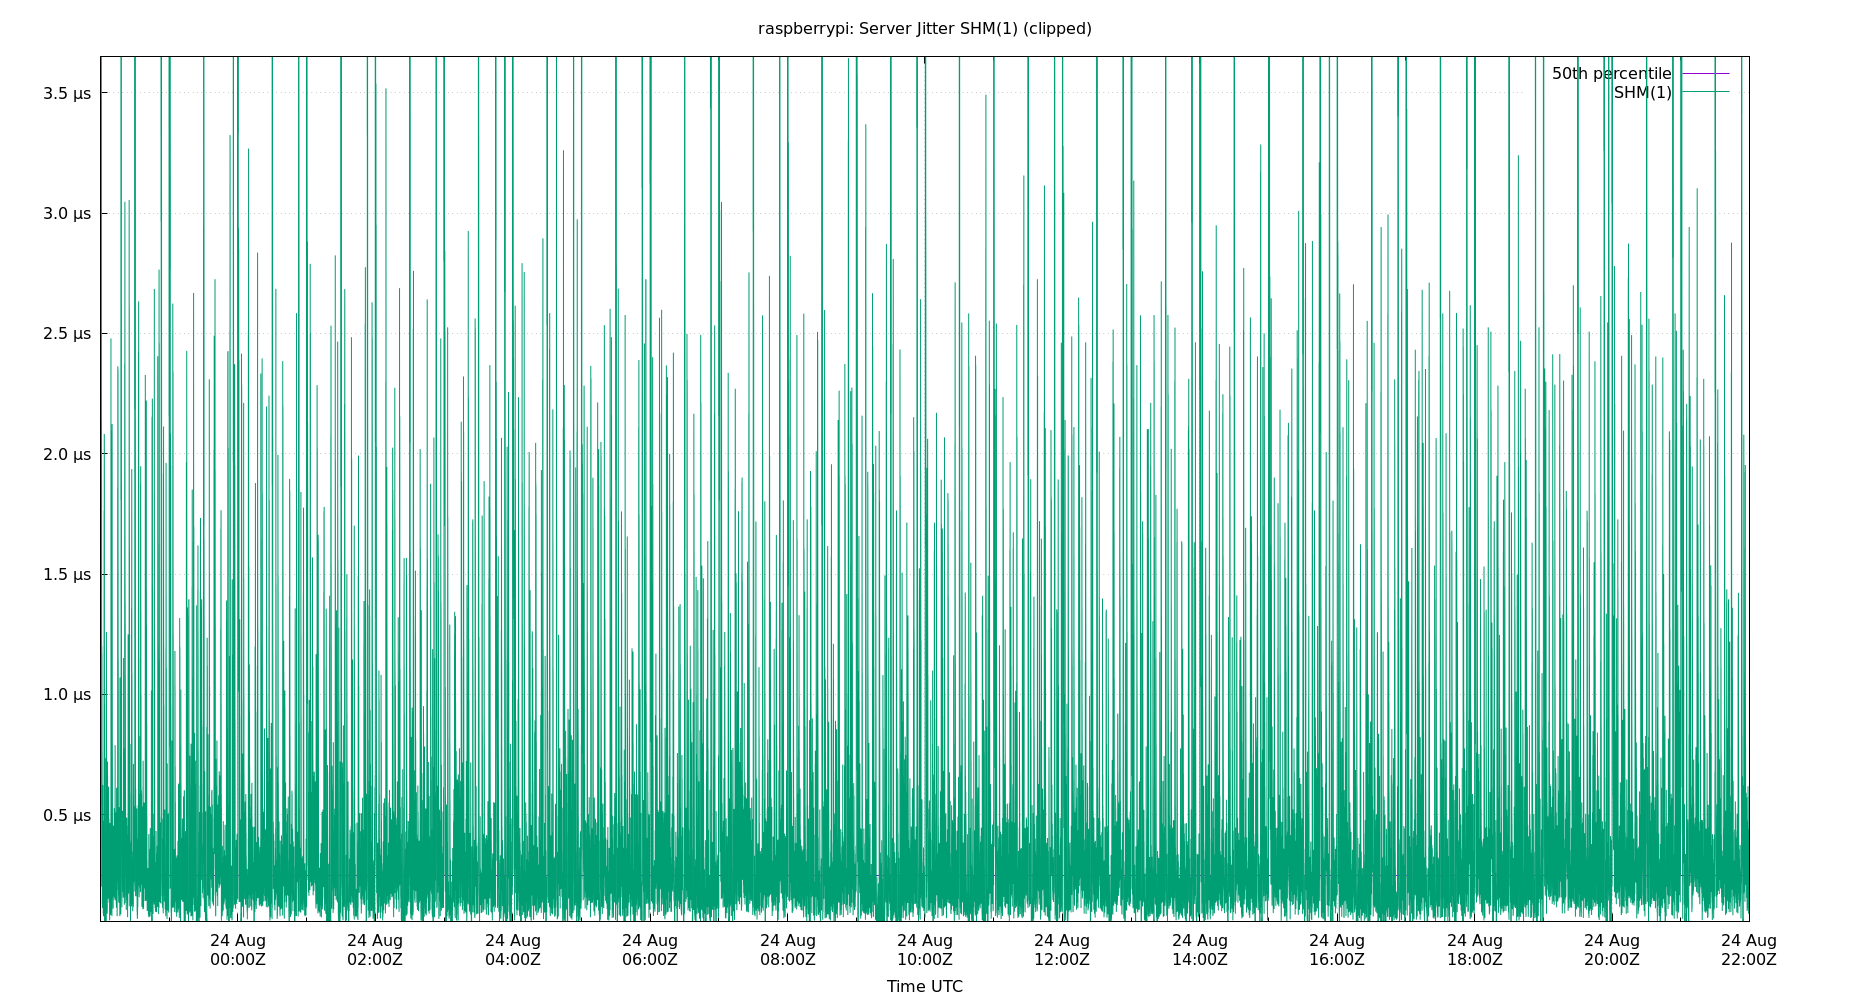 raspberrypi: Server Jitter SHM(1) (clipped)
50th percentile
SHM(1)
3.5 μs
3.0 μs
2.5 μs
2.0 μs
1.5 μs
1.0 μs
0.5 μs
24 Aug 24 Aug 24 Aug 24 Aug 24 Aug 24 Aug 24 Aug 24 Aug 24 Aug 24 Aug 24 Aug 24 Aug
00:00Z 02:00Z 04:00Z 06:00Z 08:00Z 10:00Z 12:00Z 14:00Z 16:00Z 18:00Z 20:00Z 22:00Z
Time UTC